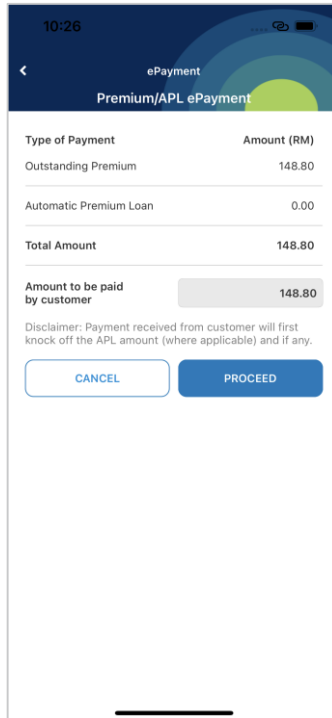 10:26
ePayment
Premium/APL ePayment
Type of Payment Amount (RM)
Outstanding Premium 148.80
Automatic Premium Loan 0.00
Total Amount 148.80
Amount to be paid
by customer 148.80
Disclaimer: Payment received from customer will first
knock off the APL amount (where applicable) and if any.
CANCEL PROCEED